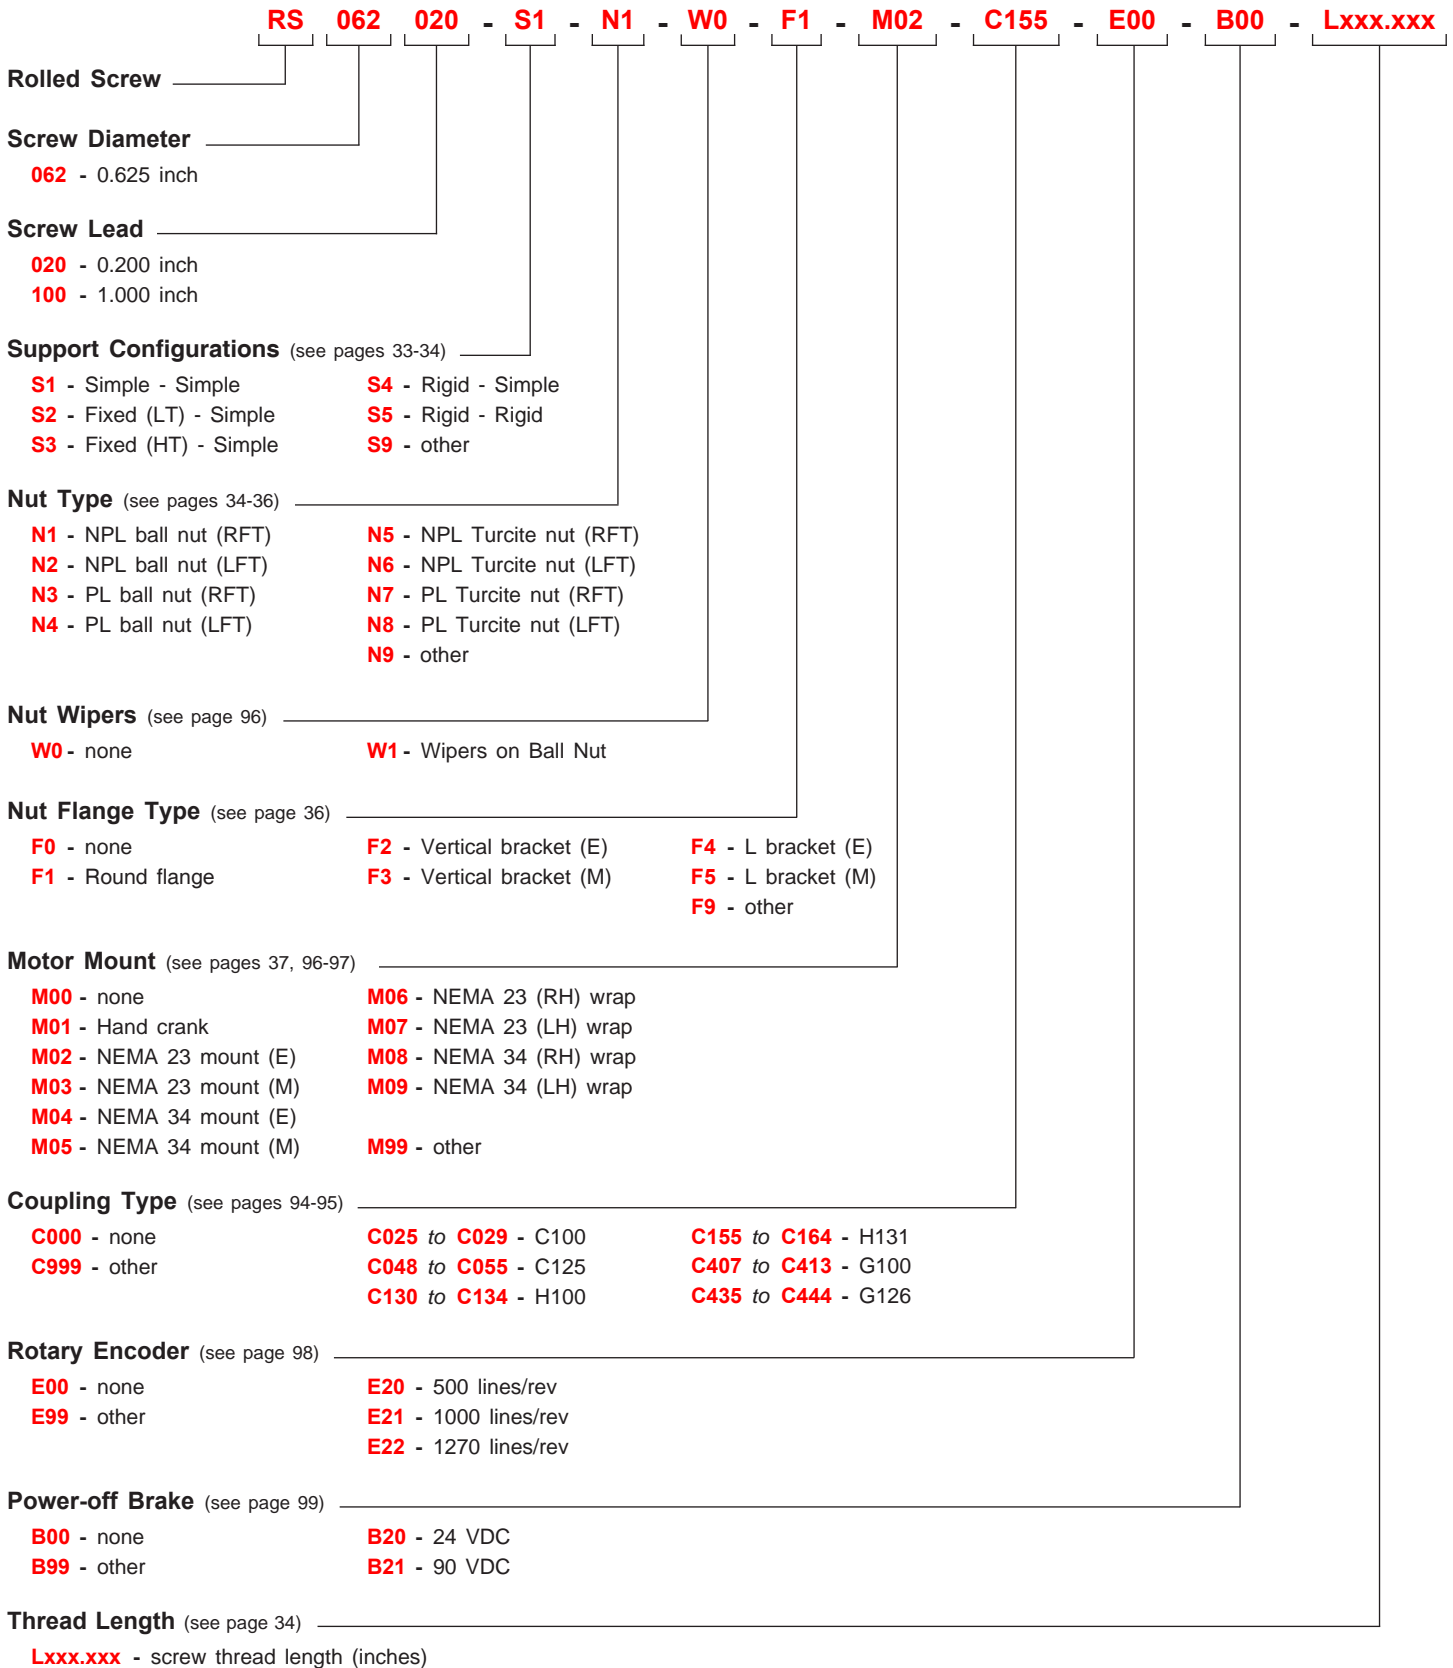 RS 062 020 - S1 - N1 - W0 - F1 - M02 - C155 - E00 - B00 - Lxxx.xxx
Rolled Screw
Screw Diameter
062 - 0.625 inch
Screw Lead
020 - 0.200 inch
100 - 1.000 inch
Support Configurations (see pages 33-34)
S1 - Simple - Simple S4 - Rigid - Simple
S2 - Fixed (LT) - Simple S5 - Rigid - Rigid
S3 - Fixed (HT) - Simple S9 - other
Nut Type (see pages 34-36)
N1 - NPL ball nut (RFT) N5 - NPL Turcite nut (RFT)
N2 - NPL ball nut (LFT) N6 - NPL Turcite nut (LFT)
N3 - PL ball nut (RFT) N7 - PL Turcite nut (RFT)
N4 - PL ball nut (LFT) N8 - PL Turcite nut (LFT)
N9 - other
Nut Wipers (see page 96)
W0 - none W1 - Wipers on Ball Nut
Nut Flange Type (see page 36)
F0 - none F2 - Vertical bracket (E) F4 - L bracket (E)
F1 - Round flange F3 - Vertical bracket (M) F5 - L bracket (M)
F9 - other
Motor Mount (see pages 37, 96-97)
M00 - none M06 - NEMA 23 (RH) wrap
M01 - Hand crank M07 - NEMA 23 (LH) wrap
M02 - NEMA 23 mount (E) M08 - NEMA 34 (RH) wrap
M03 - NEMA 23 mount (M) M09 - NEMA 34 (LH) wrap
M04 - NEMA 34 mount (E)
M05 - NEMA 34 mount (M) M99 - other
Coupling Type (see pages 94-95)
C000 - none C025 to C029 - C100 C155 to C164 - H131
C999 - other C048 to C055 - C125 C407 to C413 - G100
C130 to C134 - H100 C435 to C444 - G126
Rotary Encoder (see page 98)
E00 - none E20 - 500 lines/rev
E99 - other E21 - 1000 lines/rev
E22 - 1270 lines/rev
Power-off Brake (see page 99)
B00 - none B20 - 24 VDC
B99 - other B21 - 90 VDC
Thread Length (see page 34)
Lxxx.xxx - screw thread length (inches)